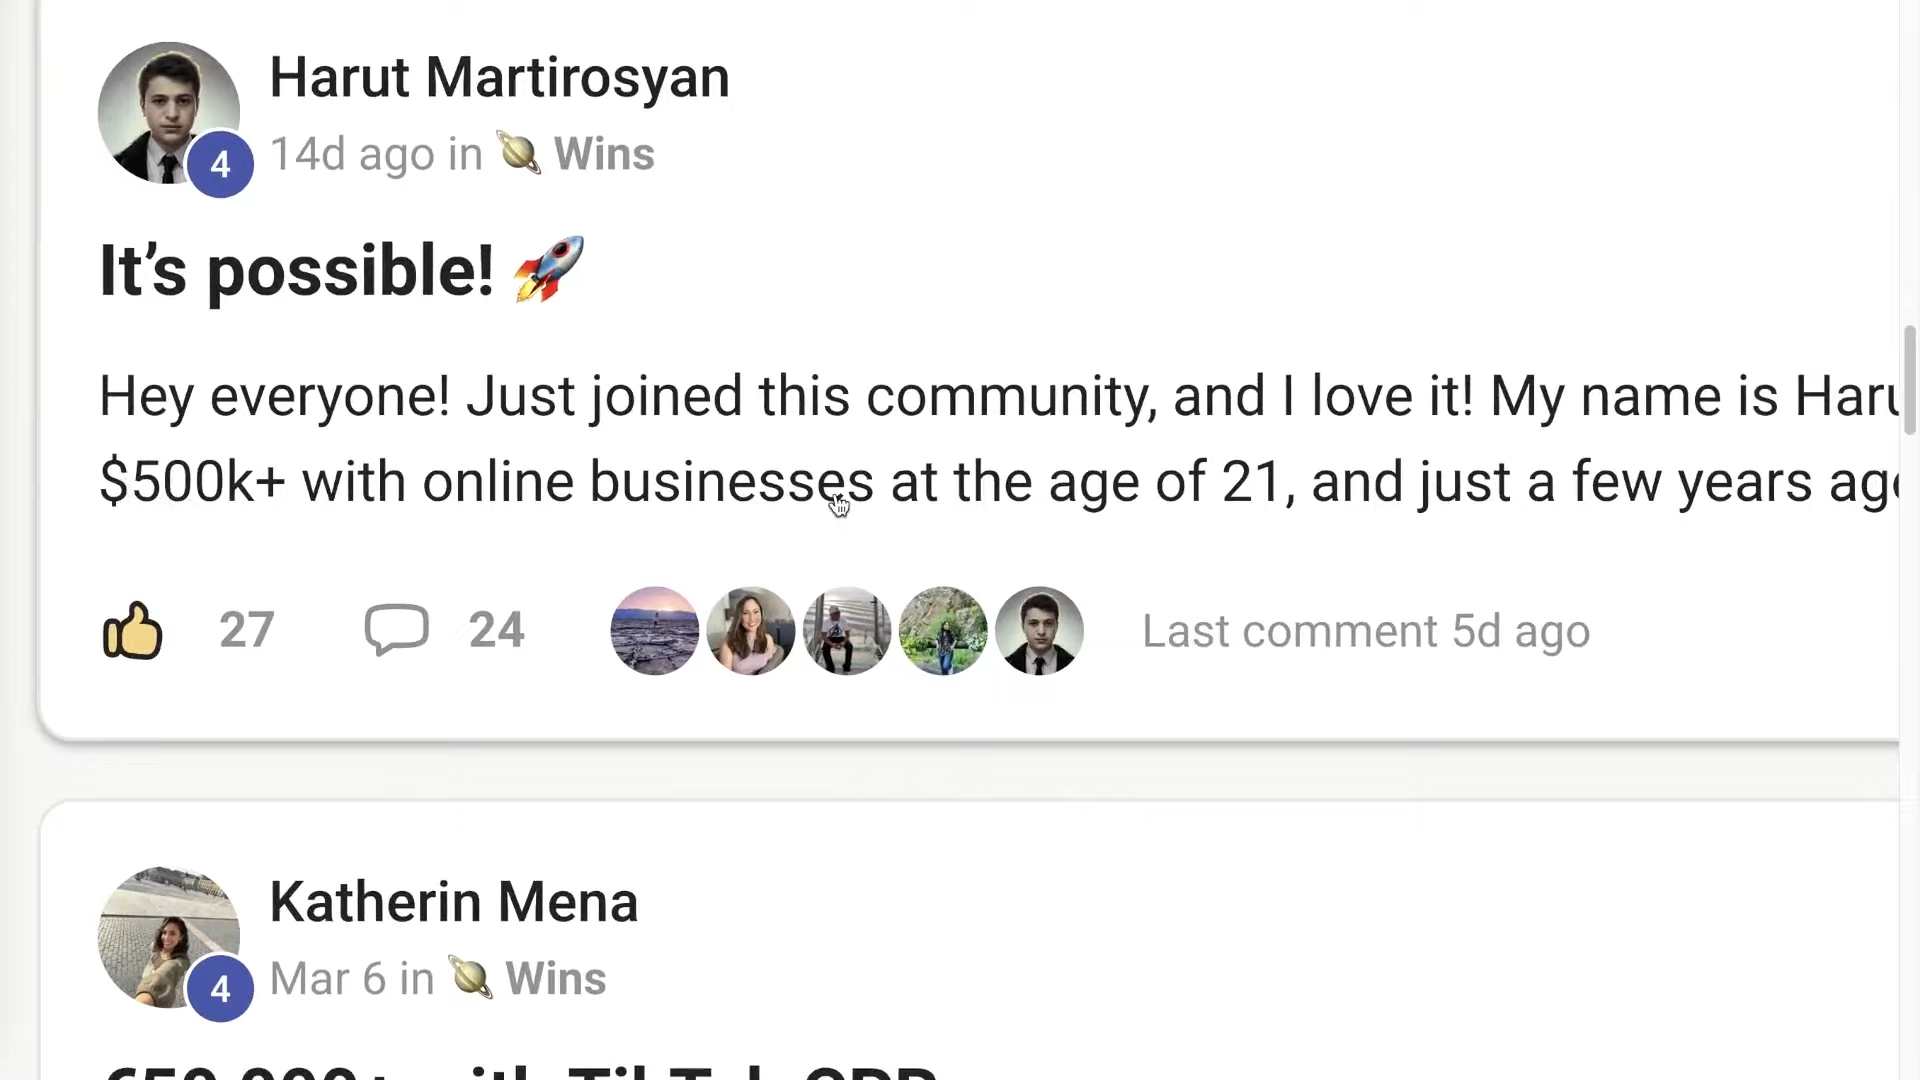 Harut Martirosyan
4
14d ago in 🪐 Wins
It's possible! 🚀
Hey everyone! Just joined this community, and I love it! My name is Haru
$500k+ with online businesses at the age of 21, and just a few years ago
27 24 Last comment 5d ago
Katherin Mena
4
Mar 6 in 🪐 Wins